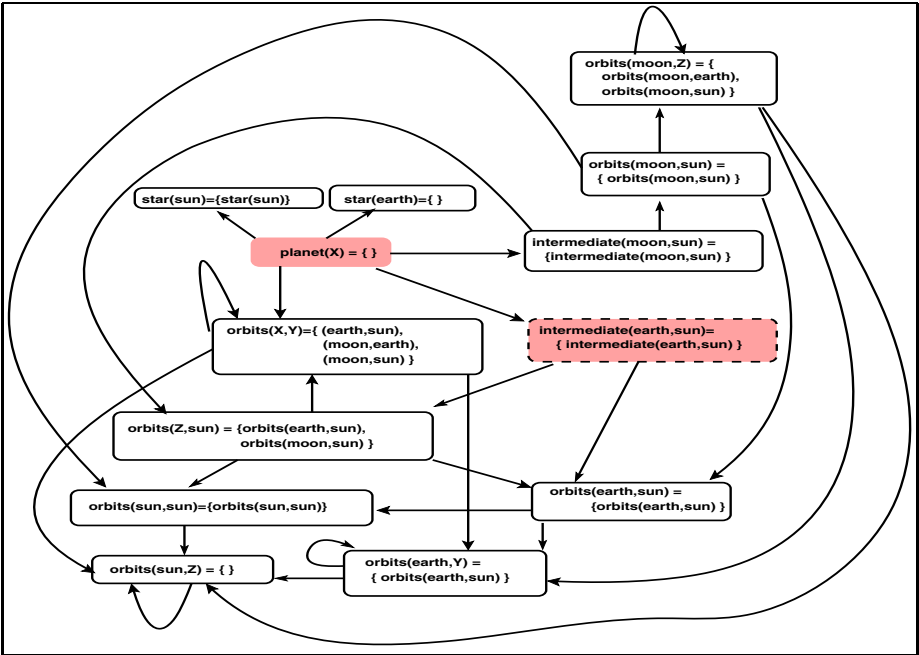 orbits(moon,Z) = {
orbits(moon,earth),
orbits(moon,sun) }
orbits(moon,sun) =
{ orbits(moon,sun) }
star(sun)={star(sun)}
star(earth)={ }
intermediate(moon,sun) =
{intermediate(moon,sun) }
planet(X) = { }
orbits(X,Y)={ (earth,sun),
(moon,earth),
(moon,sun) }
intermediate(earth,sun)=
{ intermediate(earth,sun) }
orbits(Z,sun) = {orbits(earth,sun),
orbits(moon,sun) }
orbits(sun,sun)={orbits(sun,sun)}
orbits(earth,sun) =
{orbits(earth,sun) }
orbits(sun,Z) = { }
orbits(earth,Y) =
{ orbits(earth,sun) }